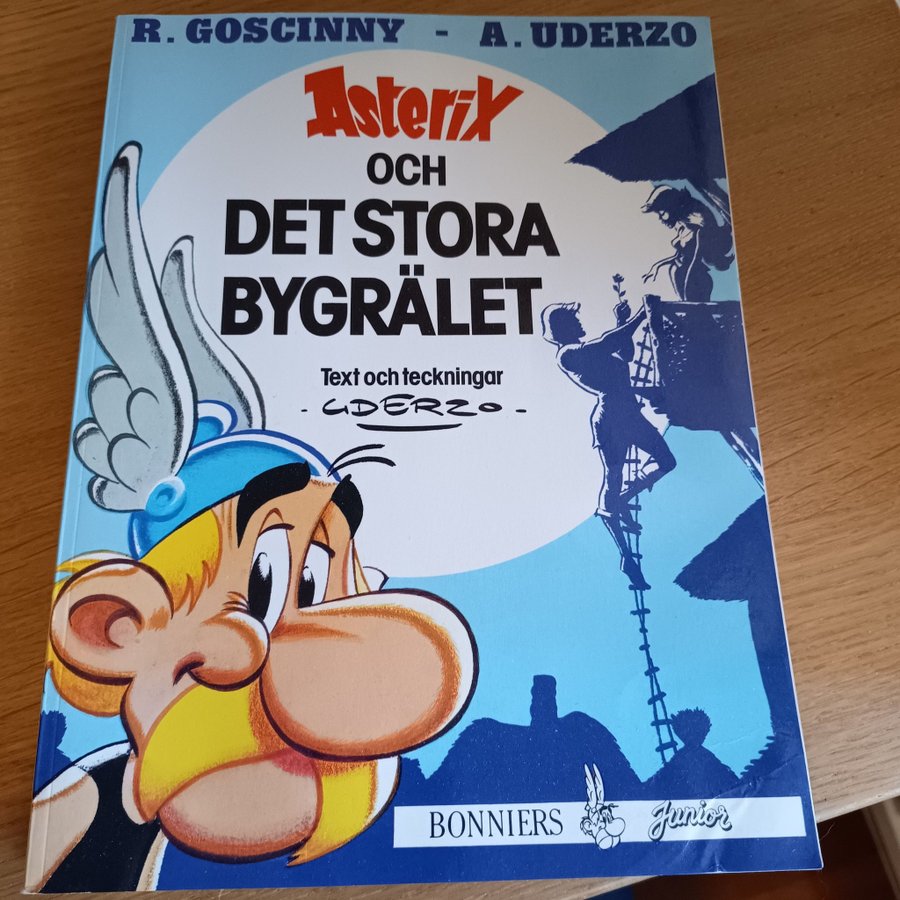 R. GOSCINNY - A. UDERZO
Asterix
OCH
DET STORA
BYGRÄLET
Text och teckningar
- UDERZO -
BONNIERS Junior